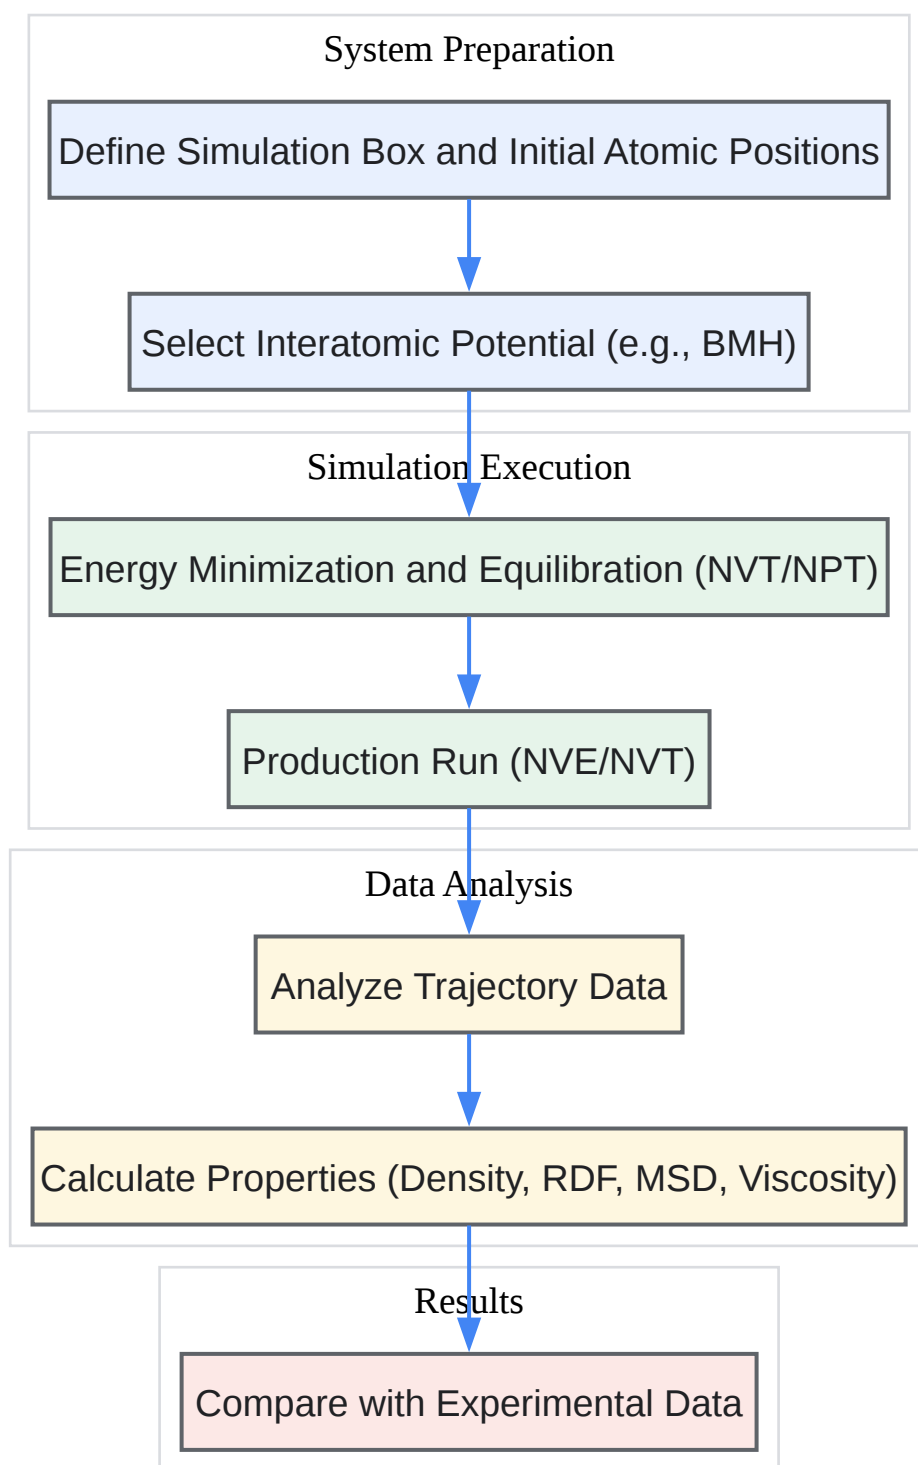 System Preparation
Define Simulation Box and Initial Atomic Positions
Select Interatomic Potential (e.g., BMH)
Simulation Execution
Energy Minimization and Equilibration (NVT/NPT)
Production Run (NVE/NVT)
Data Analysis
Analyze Trajectory Data
Calculate Properties (Density, RDF, MSD, Viscosity)
Results
Compare with Experimental Data